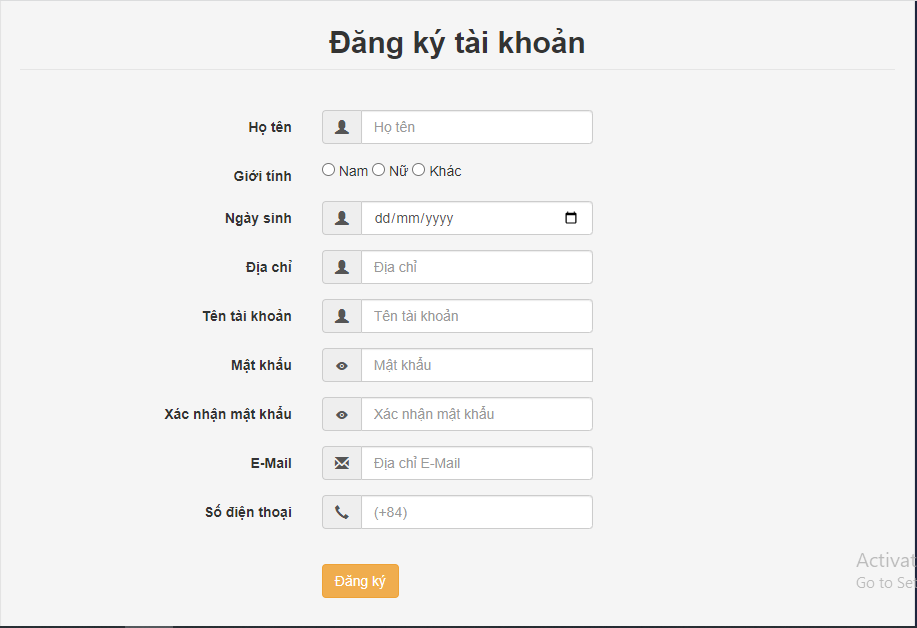 Đăng ký tài khoản
Họ tên Họ tên
Giới tính Nam Nữ Khác
Ngày sinh dd/mm/yyyy
Địa chỉ Địa chỉ
Tên tài khoản Tên tài khoản
Mật khẩu Mật khẩu
Xác nhận mật khẩu Xác nhận mật khẩu
E-Mail Địa chỉ E-Mail
Số điện thoại (+84)
Activat
Đăng ký Go to Set